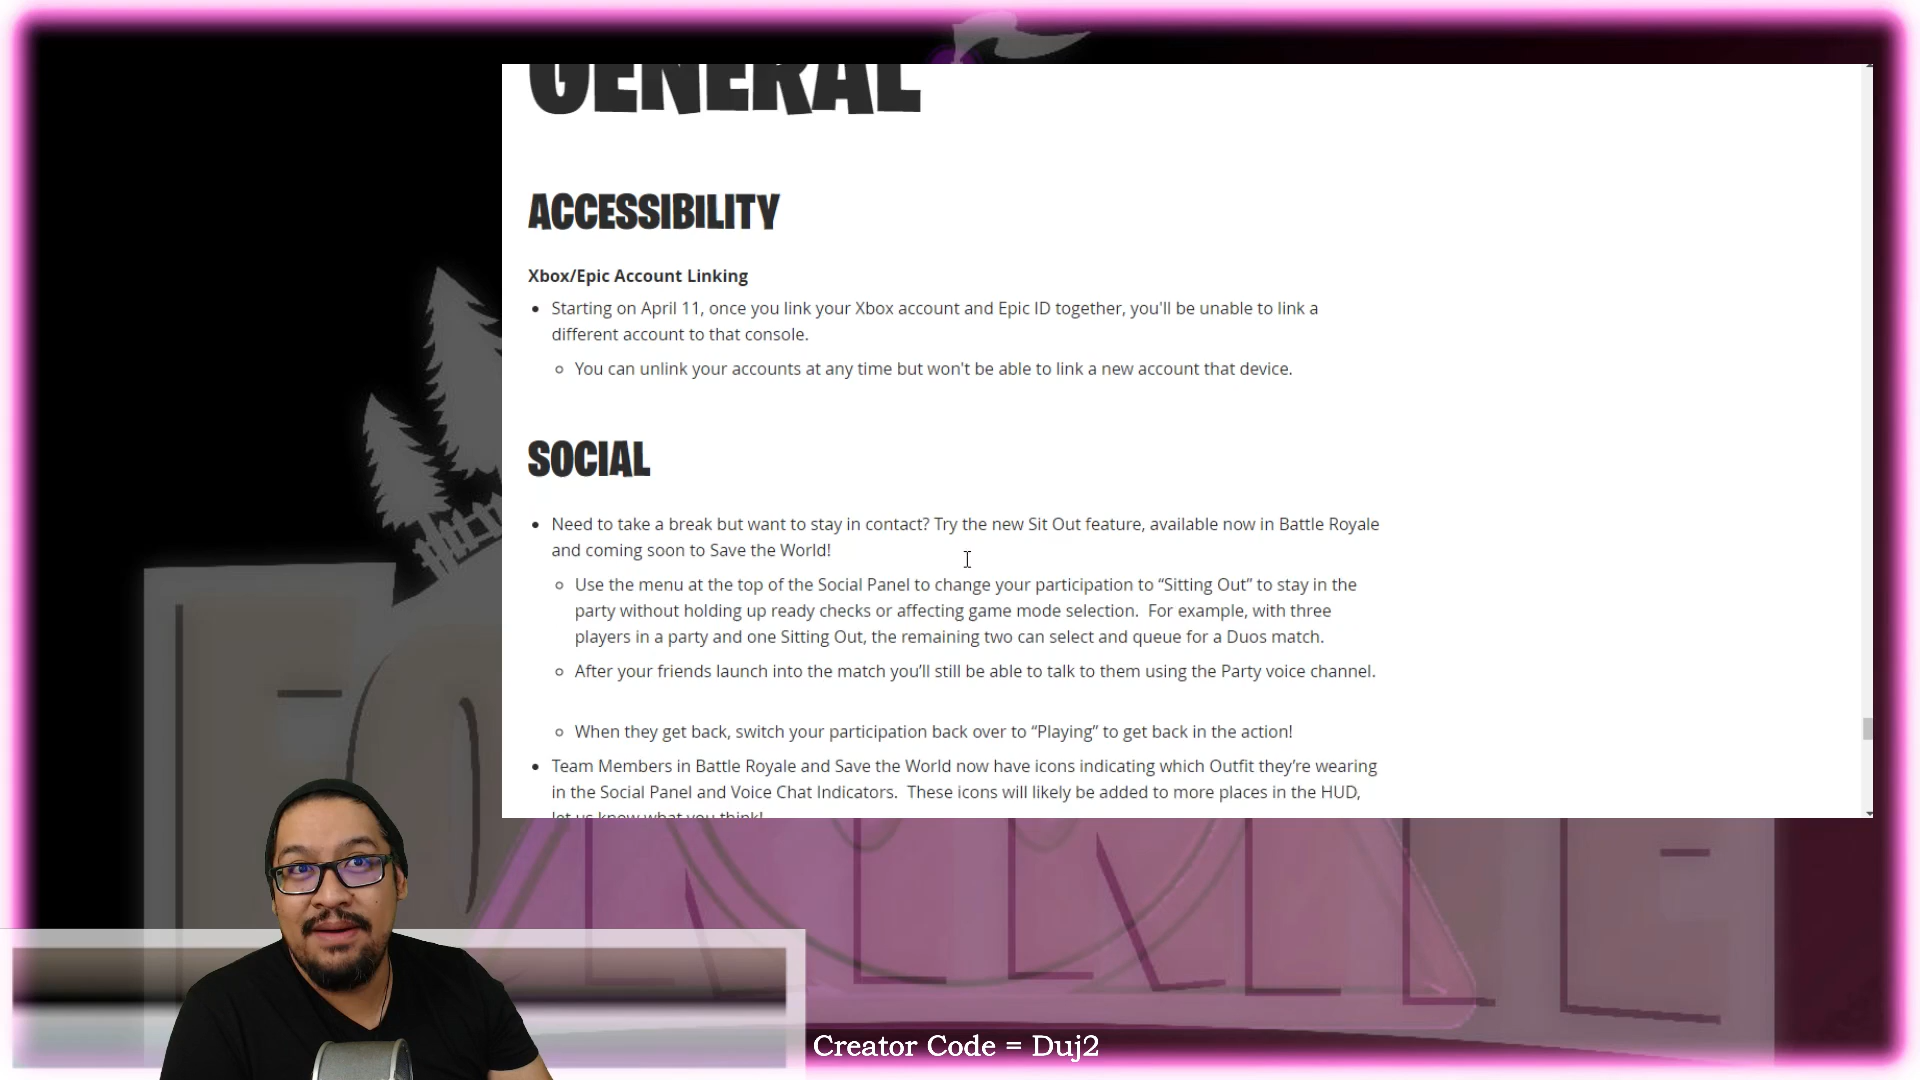 GENERAL
ACCESSIBILITY
Xbox/Epic Account Linking
• Starting on April 11, once you link your Xbox account and Epic ID together, you'll be unable to link a
different account to that console.
○ You can unlink your accounts at any time but won't be able to link a new account that device.
SOCIAL
• Need to take a break but want to stay in contact? Try the new Sit Out feature, available now in Battle Royale
and coming soon to Save the World!
○ Use the menu at the top of the Social Panel to change your participation to “Sitting Out” to stay in the
party without holding up ready checks or affecting game mode selection.  For example, with three
players in a party and one Sitting Out, the remaining two can select and queue for a Duos match.
○ After your friends launch into the match you’ll still be able to talk to them using the Party voice channel.
○ When they get back, switch your participation back over to “Playing” to get back in the action!
• Team Members in Battle Royale and Save the World now have icons indicating which Outfit they’re wearing
in the Social Panel and Voice Chat Indicators.  These icons will likely be added to more places in the HUD,
let us know what you think!
Creator Code = Duj2